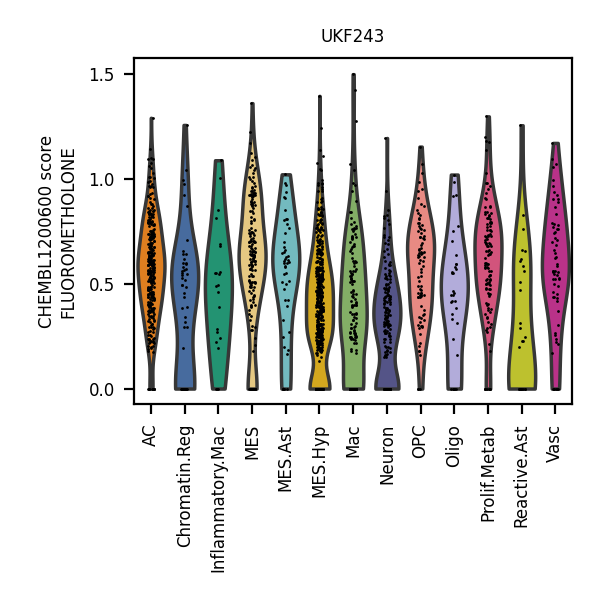 UKF243
CHEMBL1200600 score
FLUOROMETHOLONE
1.5
1.0
0.5
0.0
AC
Chromatin.Reg
Inflammatory.Mac
MES
MES.Ast
MES.Hyp
Mac
Neuron
OPC
Oligo
Prolif.Metab
Reactive.Ast
Vasc